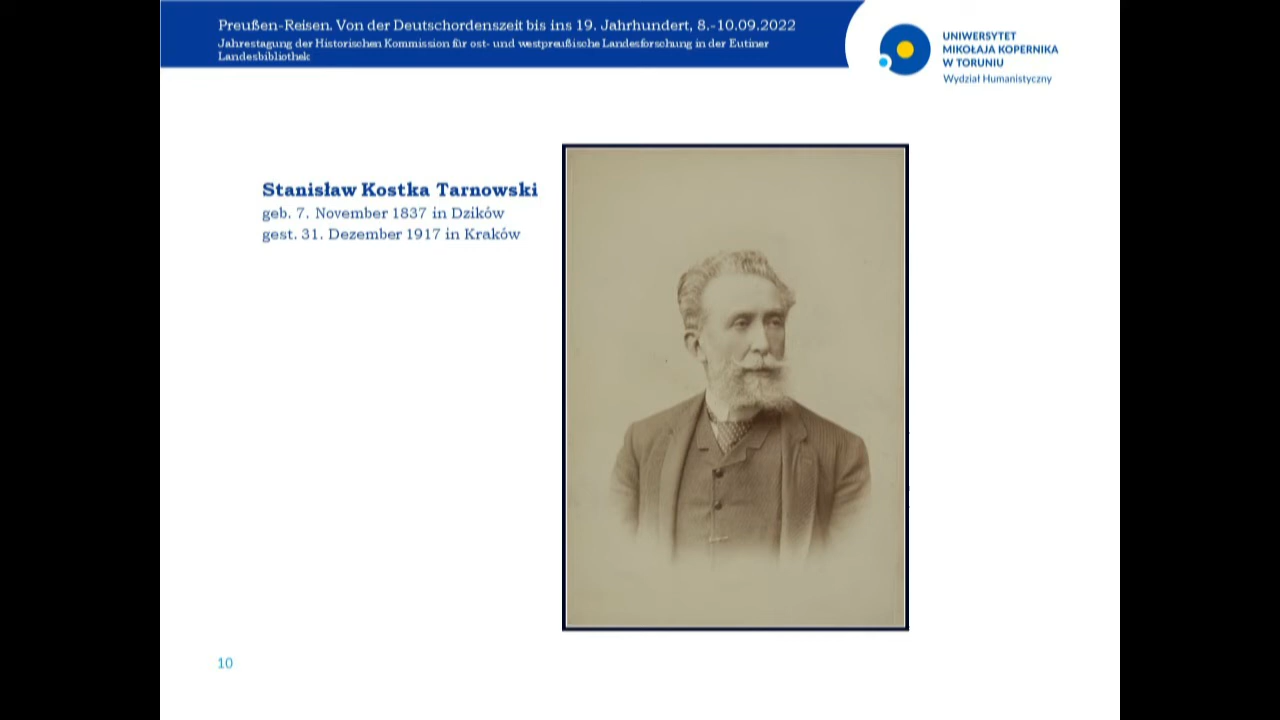 Preußen-Reisen. Von der Deutschordenszeit bis ins 19. Jahrhundert, 8.-10.09.2022
Jahrestagung der Historischen Kommission für ost- und westpreußische Landesforschung in der Eutiner
Landesbibliothek
UNIWERSYTET
MIKOŁAJA KOPERNIKA
W TORUNIU
Wydział Humanistyczny
Stanisław Kostka Tarnowski
geb. 7. November 1837 in Dzików
gest. 31. Dezember 1917 in Kraków
10